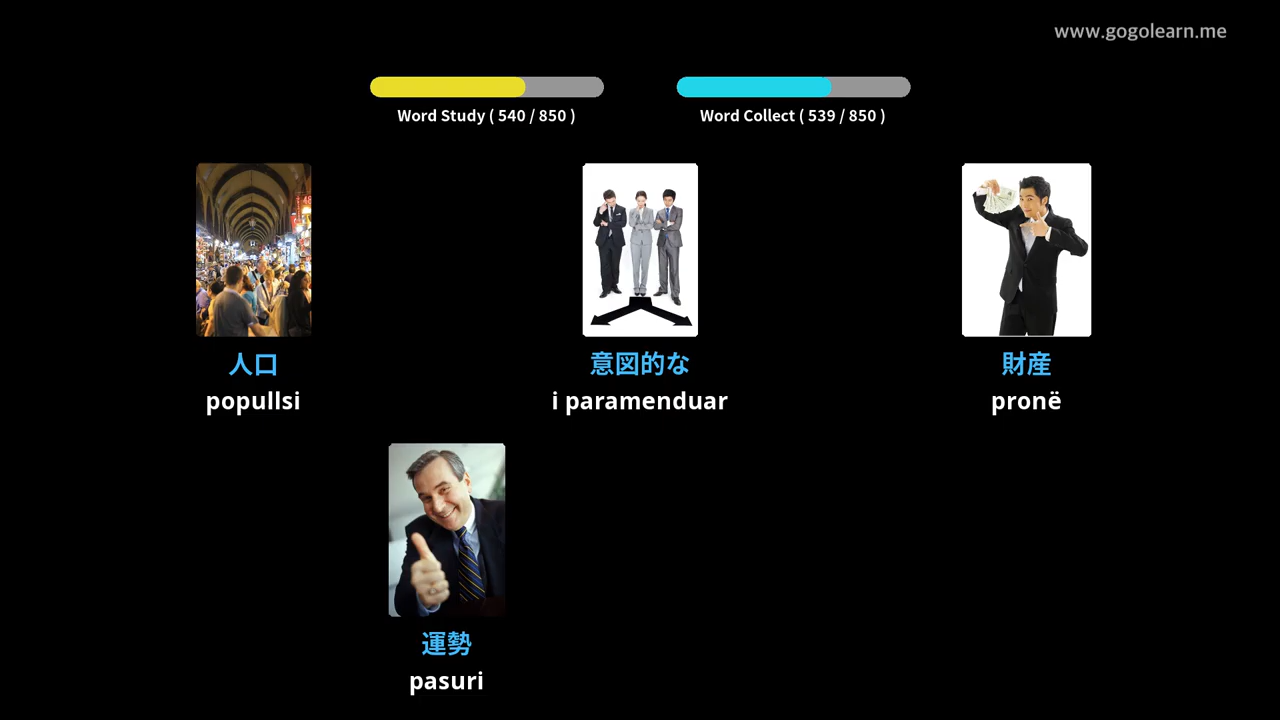 www.gogolearn.me
Word Study ( 540 / 850 )
Word Collect ( 539 / 850 )
人口
popullsi
意図的な
i paramenduar
財産
pronë
運勢
pasuri